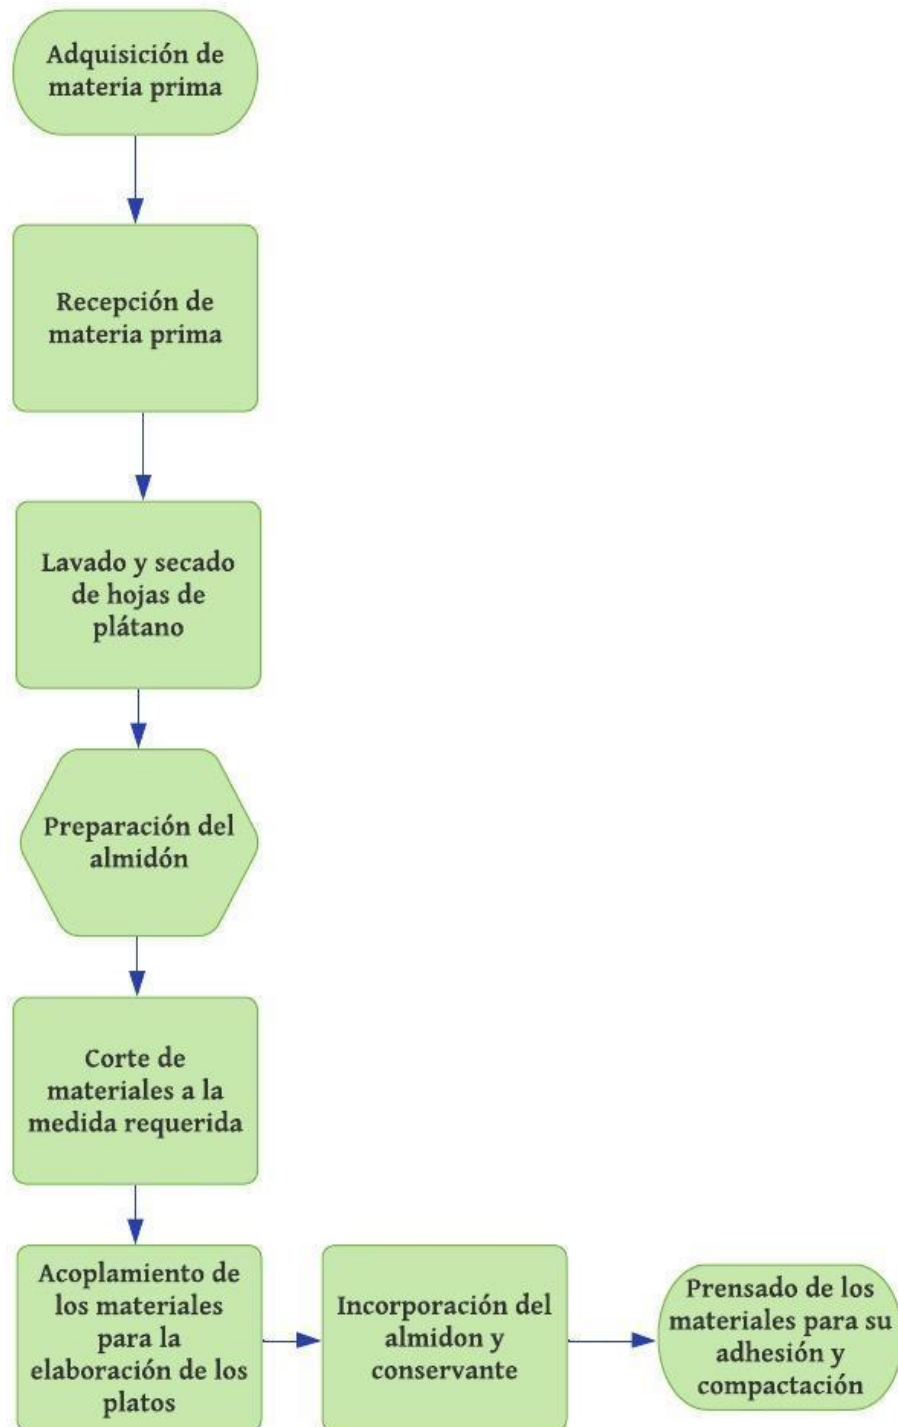 Adquisición de
materia prima
Recepción de
materia prima
Lavado y secado
de hojas de
plátano
Preparación del
almidón
Corte de
materiales a la
medida requerida
Acoplamiento de
los materiales
para la
elaboración de los
platos
Incorporación del
almidon y
conservante
Prensado de los
materiales para su
adhesión y
compactación